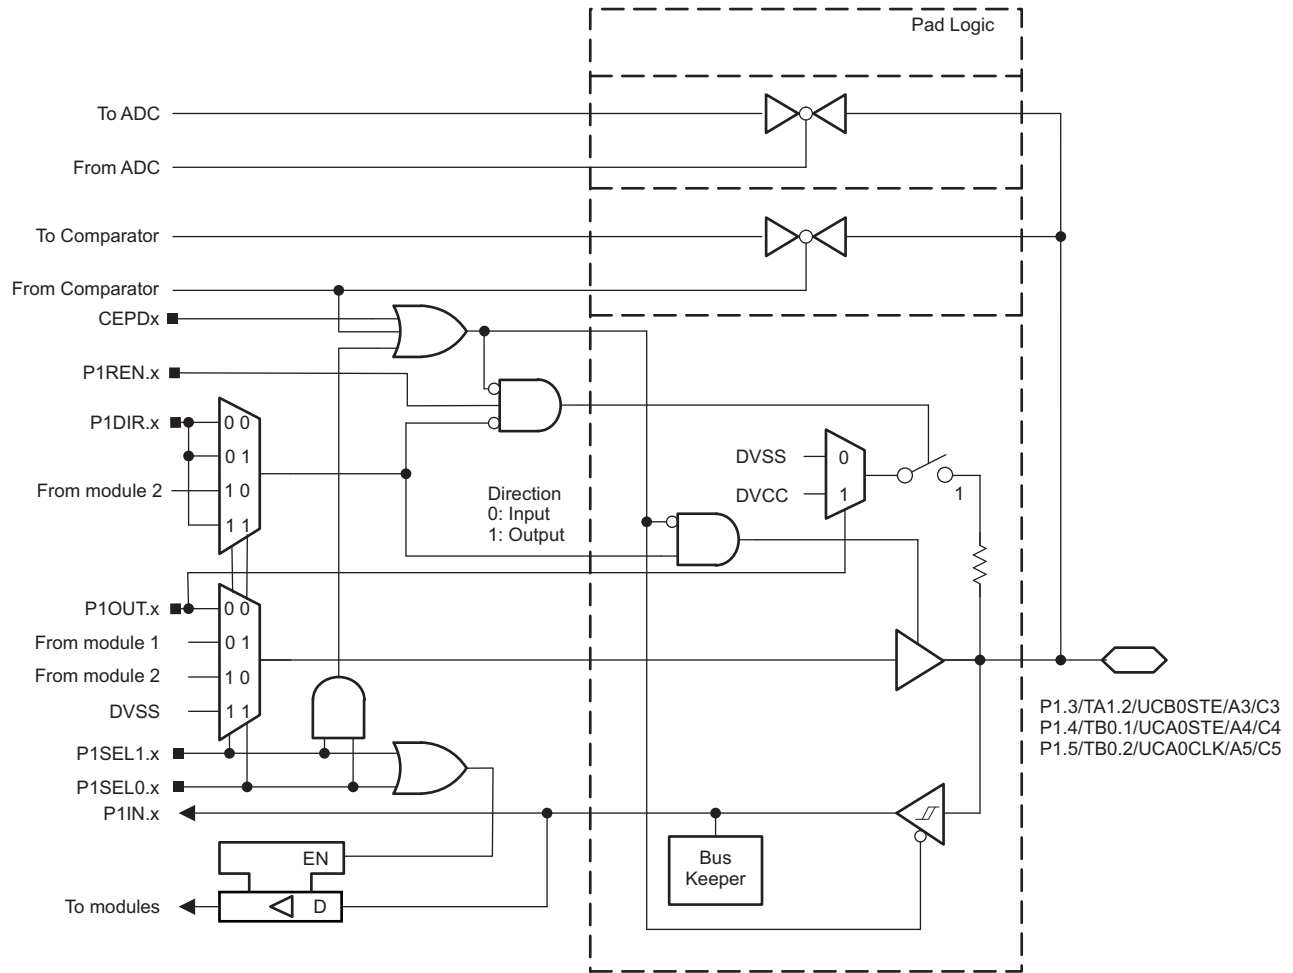 Pad Logic
To ADC
From ADC
To Comparator
From Comparator
CEPDx
P1REN.x
P1DIR.x
0 0
0 1
From module 2
1 0
1 1
Direction
0: Input
1: Output
DVSS
0
DVCC
1
1
P1OUT.x
0 0
From module 1
0 1
From module 2
1 0
DVSS
1 1
P1.3/TA1.2/UCB0STE/A3/C3
P1.4/TB0.1/UCA0STE/A4/C4
P1.5/TB0.2/UCA0CLK/A5/C5
P1SEL1.x
P1SEL0.x
P1IN.x
Bus
Keeper
EN
To modules
D